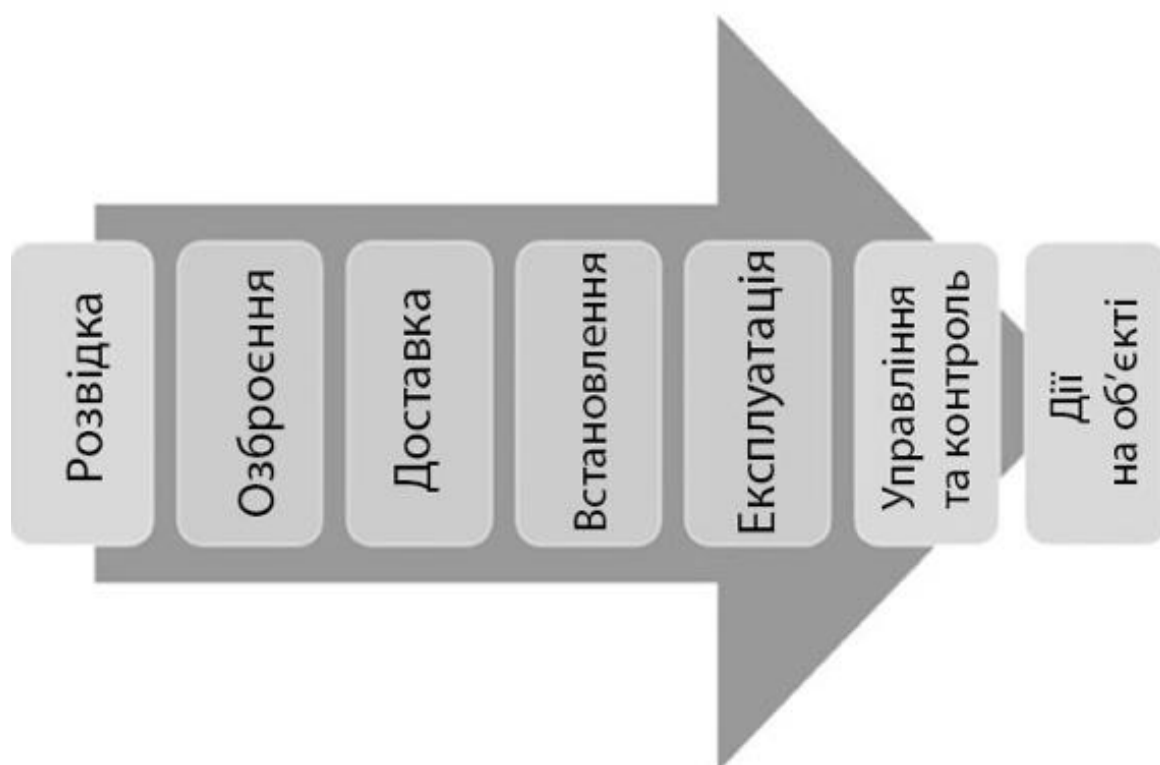 Розвідка
Озброєння
Доставка
Встановлення
Експлуатація
Управління
та контроль
Дії
на об’єкті